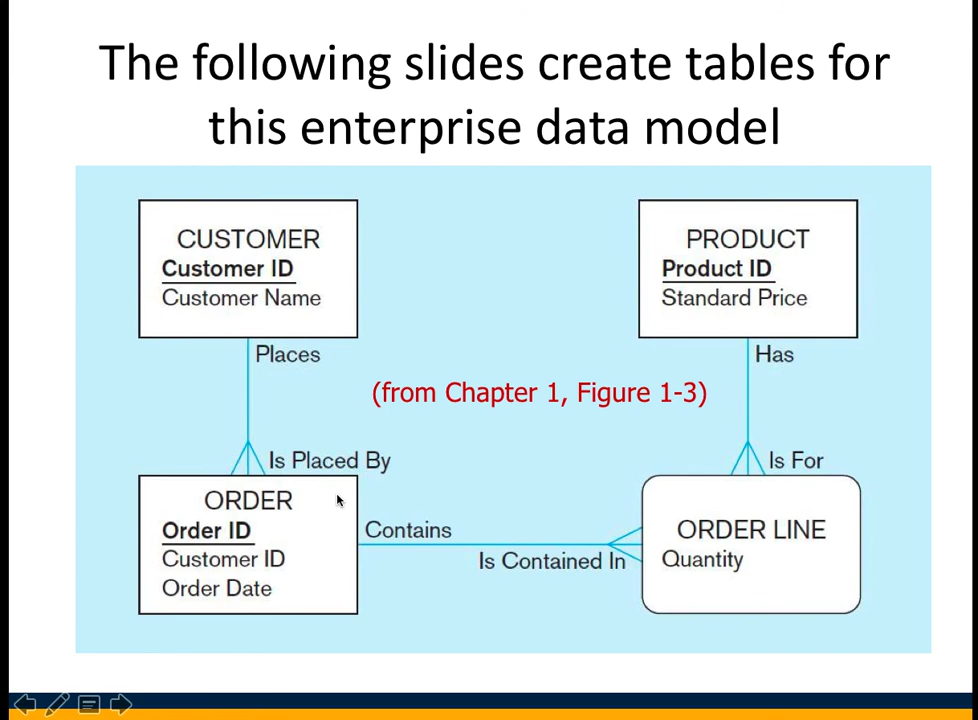 The following slides create tables for
this enterprise data model
CUSTOMER
Customer ID
Customer Name
PRODUCT
Product ID
Standard Price
Places
Has
(from Chapter 1, Figure 1-3)
Is Placed By
Is For
ORDER
Order ID
Customer ID
Order Date
Contains
Is Contained In
ORDER LINE
Quantity